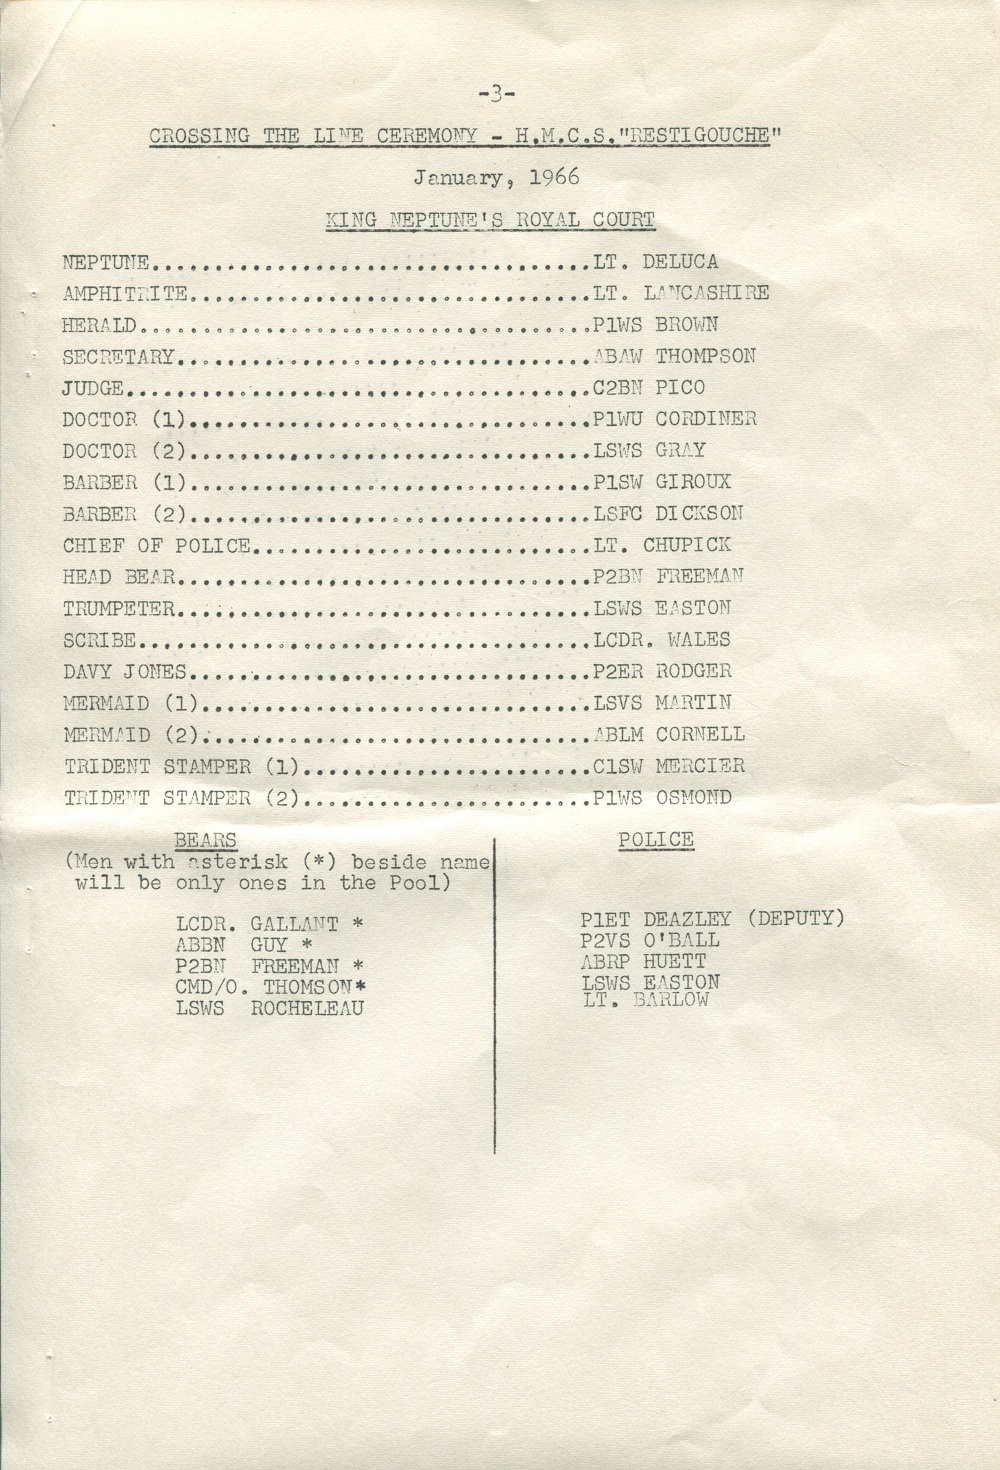 -3-
CROSSING THE LINE CEREMONY - H.M.C.S."RESTIGOUCHE"
January, 1966
KING NEPTUNE'S ROYAL COURT
NEPTUNE...................................LT. DELUCA
AMPHITRITE................................LT. LANCASHIRE
HERALD....................................P1WS BROWN
SECRETARY.................................ABAW THOMPSON
JUDGE.....................................C2BN PICO
DOCTOR (1)................................P1WU CORDINER
DOCTOR (2)................................LSWS GRAY
BARBER (1)................................P1SW GIROUX
BARBER (2)................................LSFC DICKSON
CHIEF OF POLICE...........................LT. CHUPICK
HEAD BEAR.................................P2BN FREEMAN
TRUMPETER.................................LSWS EASTON
SCRIBE....................................LCDR. WALES
DAVY JONES................................P2ER RODGER
MERMAID (1)...............................LSVS MARTIN
MERMAID (2)...............................ABLM CORNELL
TRIDENT STAMPER (1).......................C1SW MERCIER
TRIDENT STAMPER (2).......................P1WS OSMOND
BEARS
(Men with asterisk (*) beside name
will be only ones in the Pool)
LCDR. GALLANT *
ABBN GUY *
P2BN FREEMAN *
CMD/O. THOMSON*
LSWS ROCHELEAU
POLICE
P1ET DEAZLEY (DEPUTY)
P2VS O'BALL
ABRP HUETT
LSWS EASTON
LT. BARLOW